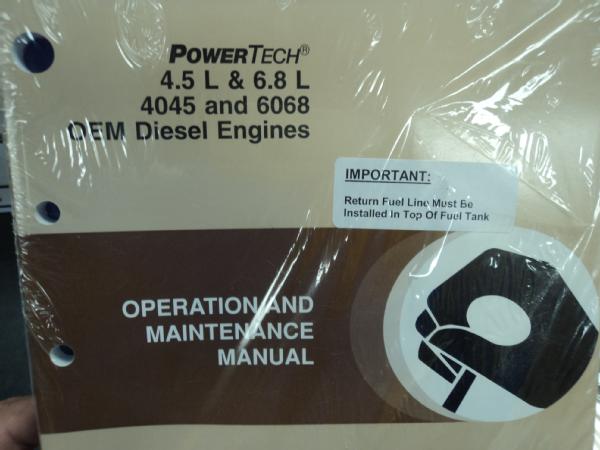 POWERTECH®
4.5 L & 6.8 L
4045 and 6068
OEM Diesel Engines
IMPORTANT:
Return Fuel Line Must Be
Installed In Top Of Fuel Tank
OPERATION AND
MAINTENANCE
MANUAL